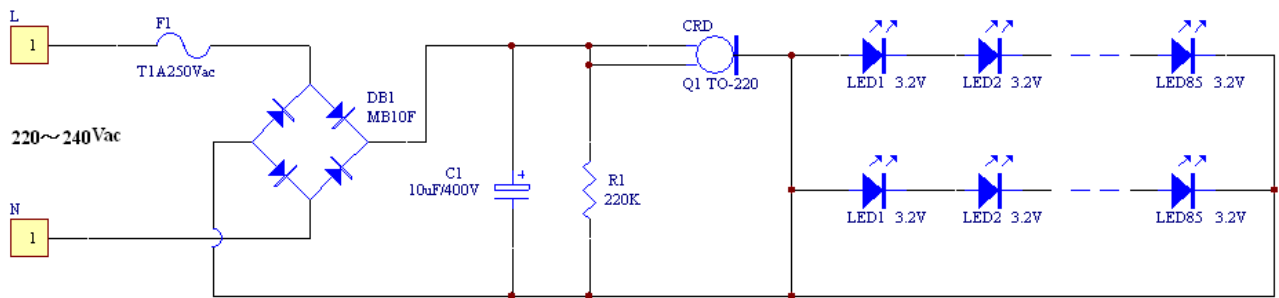 L
1
F1
T1A250Vac
DB1
MB10F
220～240Vac
N
1
C1
10uF/400V
+
R1
220K
CRD
Q1 TO-220
LED1 3.2V
LED2 3.2V
LED85 3.2V
LED1 3.2V
LED2 3.2V
LED85 3.2V